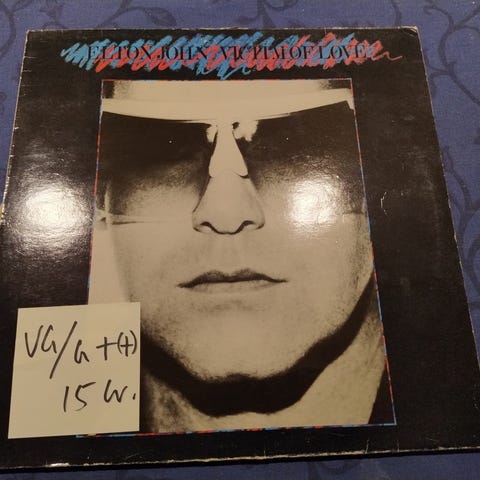 ELTON JOHN VICTIM OF LOVE
VG/G+(+)
15 kr.